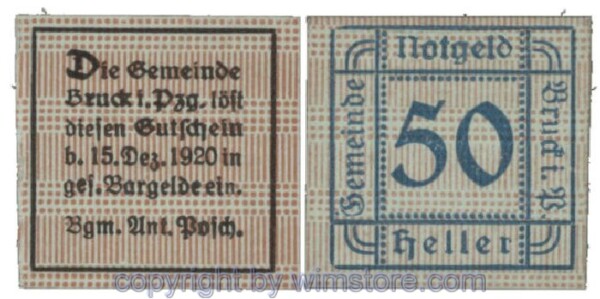 Die Gemeinde
Bruck i. Pzg. löst
diesen Gutschein
b. 15. Dez. 1920 in
ges. Bargelde ein.
Bgm. Ant. Posch.
Notgeld
Gemeinde
50
Bruck i. P.
Heller
copyright by wimstore.com